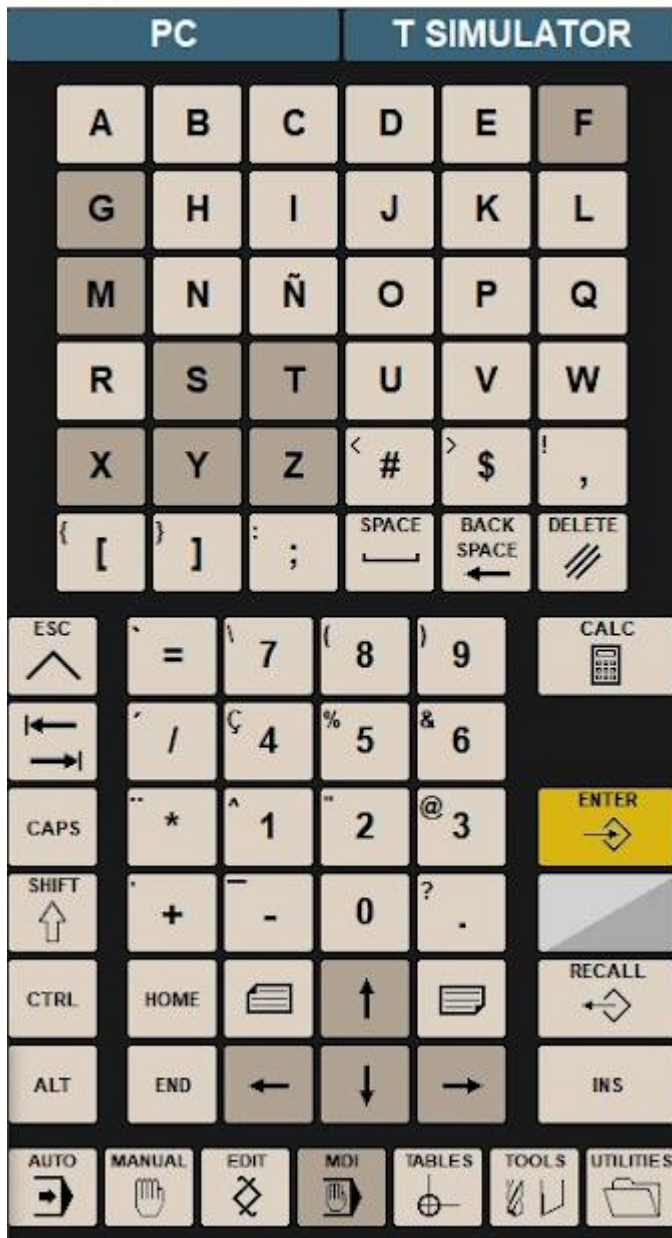 PC T SIMULATOR
A B C D E F
G H I J K L
M N Ñ O P Q
R S T U V W
X Y Z < # > $ ! ,
{ [ } ] : ; SPACE BACK SPACE DELETE
ESC ` = \ 7 ( 8 ) 9 CALC
´ / Ç 4 % 5 & 6
CAPS ¨ * ^ 1 " 2 @ 3 ENTER
SHIFT ' + - 0 ? .
CTRL HOME RECALL
ALT END INS
AUTO MANUAL EDIT MDI TABLES TOOLS UTILITIES